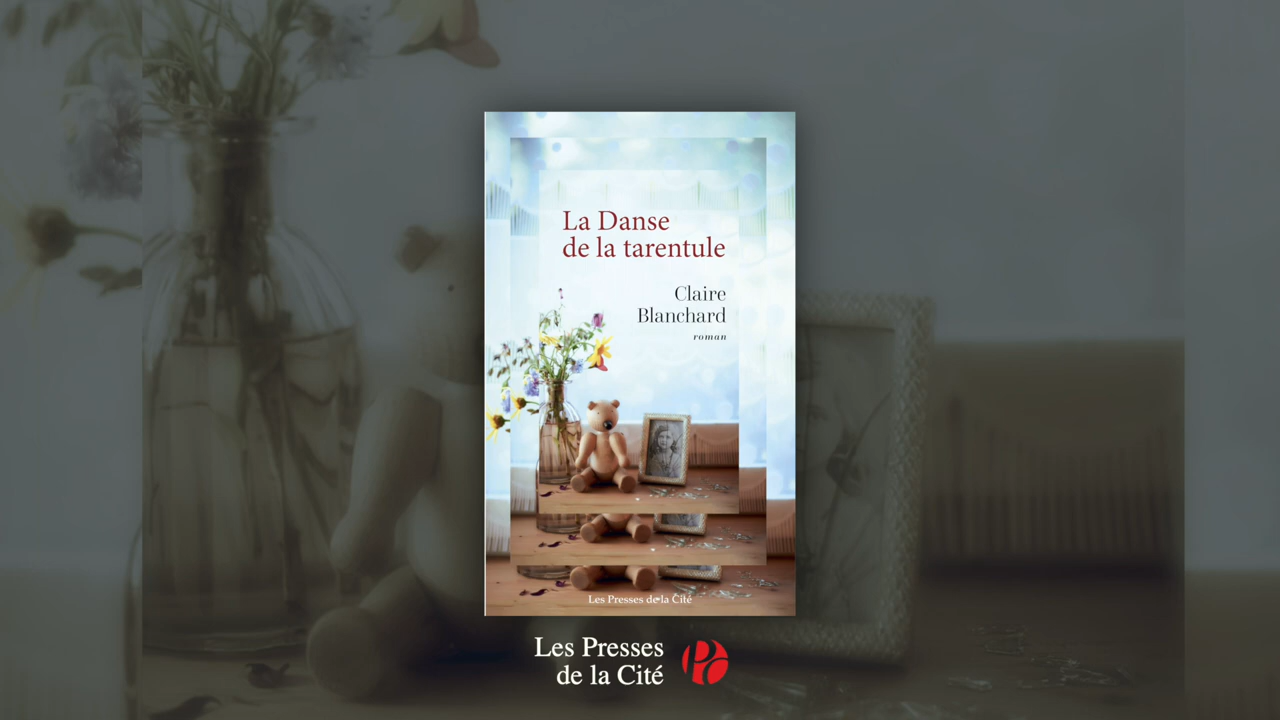 La Danse
de la tarentule
Claire
Blanchard
roman
Les Presses de la Cité
Les Presses
de la Cité